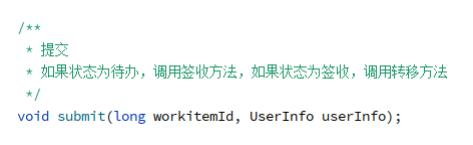 /**
 * 提交
 * 如果状态为待办，调用签收方法，如果状态为签收，调用转移方法
 */
void submit(long workitemId, UserInfo userInfo);